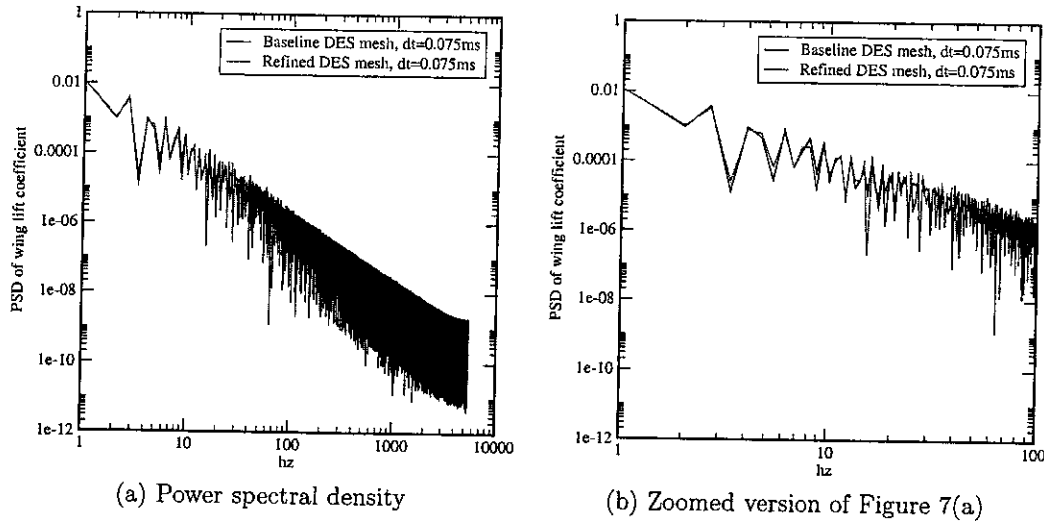 1
0.01
0.0001
1e-06
1e-08
1e-10
1e-12
PSD of wing lift coefficient
Baseline DES mesh, dt=0.075ms
Refined DES mesh, dt=0.075ms
1
10
100
1000
10000
hz
(a) Power spectral density
1
0.01
0.0001
1e-06
1e-08
1e-10
1e-12
PSD of wing lift coefficient
Baseline DES mesh, dt=0.075ms
Refined DES mesh, dt=0.075ms
1
10
100
hz
(b) Zoomed version of Figure 7(a)